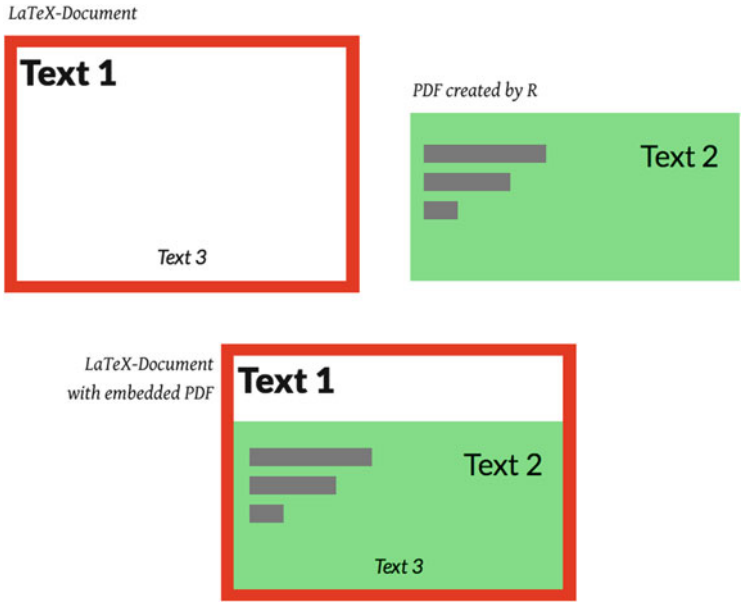 LaTeX-Document
Text 1
Text 3
PDF created by R
Text 2
LaTeX-Document
with embedded PDF
Text 1
Text 2
Text 3